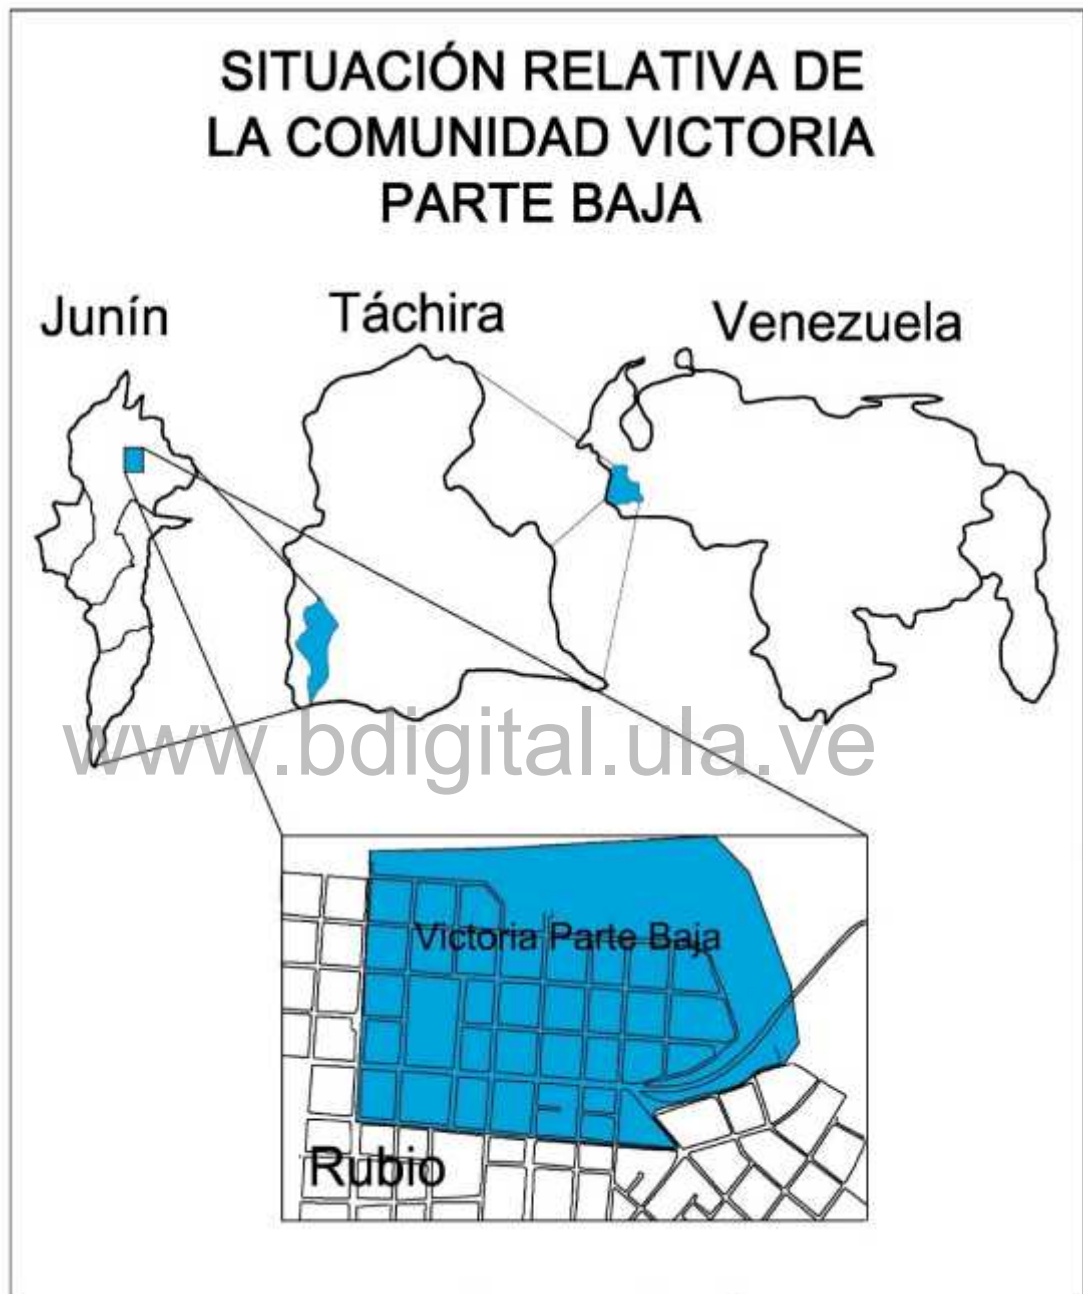 SITUACIÓN RELATIVA DE
LA COMUNIDAD VICTORIA
PARTE BAJA
Junín
Táchira
Venezuela
www.bdigital.ula.ve
Victoria Parte Baja
Rubio